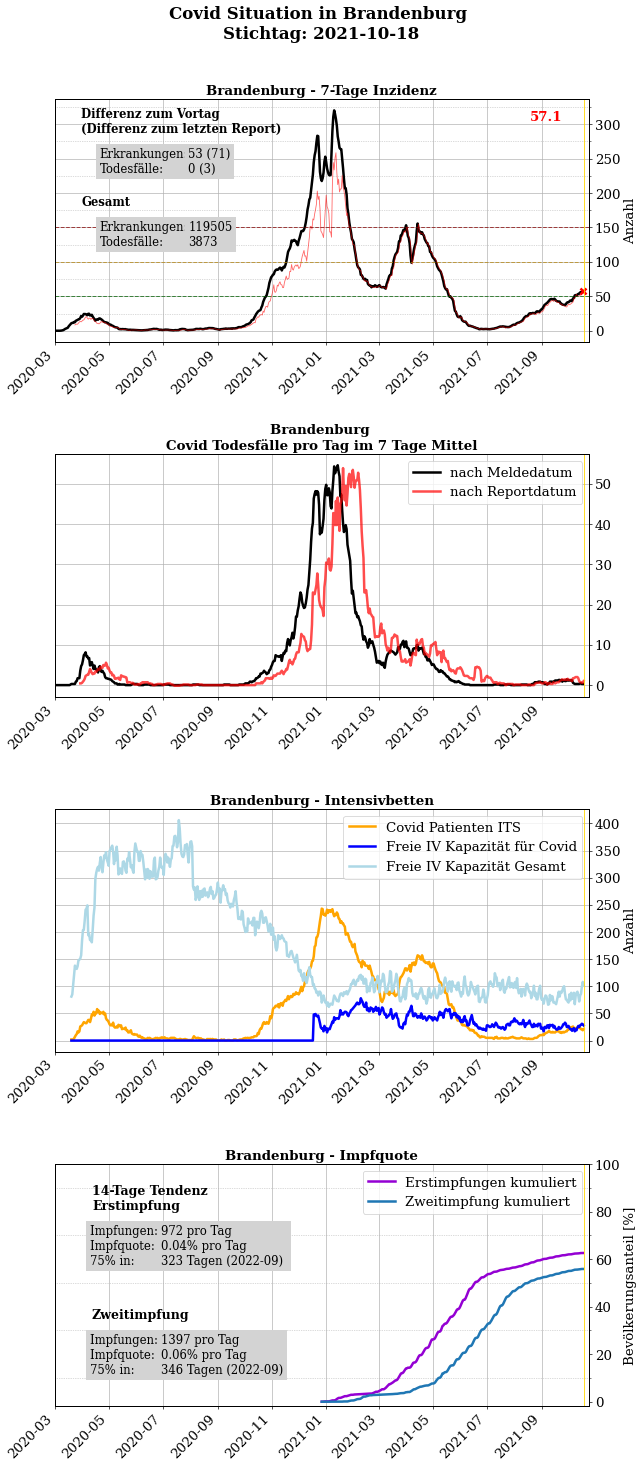 Covid Situation in Brandenburg
Stichtag: 2021-10-18
Brandenburg - 7-Tage Inzidenz
Differenz zum Vortag
(Differenz zum letzten Report)
Erkrankungen 53 (71)
Todesfälle: 0 (3)
Gesamt
Erkrankungen 119505
Todesfälle: 3873
57.1
300
250
200
150
100
50
0
Anzahl
2020-03
2020-05
2020-07
2020-09
2020-11
2021-01
2021-03
2021-05
2021-07
2021-09
Brandenburg
Covid Todesfälle pro Tag im 7 Tage Mittel
nach Meldedatum
nach Reportdatum
50
40
30
20
10
0
2020-03
2020-05
2020-07
2020-09
2020-11
2021-01
2021-03
2021-05
2021-07
2021-09
Brandenburg - Intensivbetten
Covid Patienten ITS
Freie IV Kapazität für Covid
Freie IV Kapazität Gesamt
400
350
300
250
200
150
100
50
0
Anzahl
2020-03
2020-05
2020-07
2020-09
2020-11
2021-01
2021-03
2021-05
2021-07
2021-09
Brandenburg - Impfquote
14-Tage Tendenz
Erstimpfung
Impfungen: 972 pro Tag
Impfquote: 0.04% pro Tag
75% in: 323 Tagen (2022-09)
Zweitimpfung
Impfungen: 1397 pro Tag
Impfquote: 0.06% pro Tag
75% in: 346 Tagen (2022-09)
Erstimpfungen kumuliert
Zweitimpfung kumuliert
100
80
60
40
20
0
Bevölkerungsanteil [%]
2020-03
2020-05
2020-07
2020-09
2020-11
2021-01
2021-03
2021-05
2021-07
2021-09